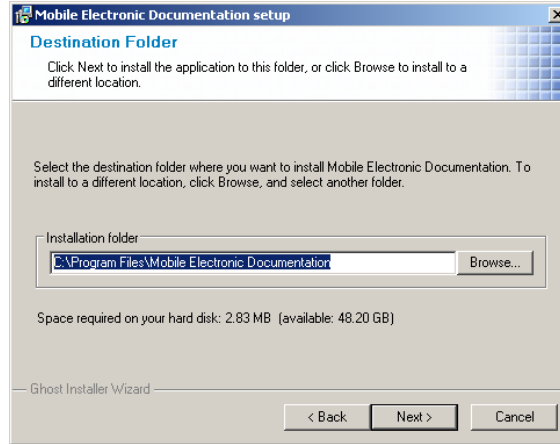 Mobile Electronic Documentation setup
Destination Folder
Click Next to install the application to this folder, or click Browse to install to a
different location.
Select the destination folder where you want to install Mobile Electronic Documentation. To
install to a different location, click Browse, and select another folder.
Installation folder
C:\Program Files\Mobile Electronic Documentation
Browse...
Space required on your hard disk: 2.83 MB (available: 48.20 GB)
Ghost Installer Wizard
< Back
Next >
Cancel